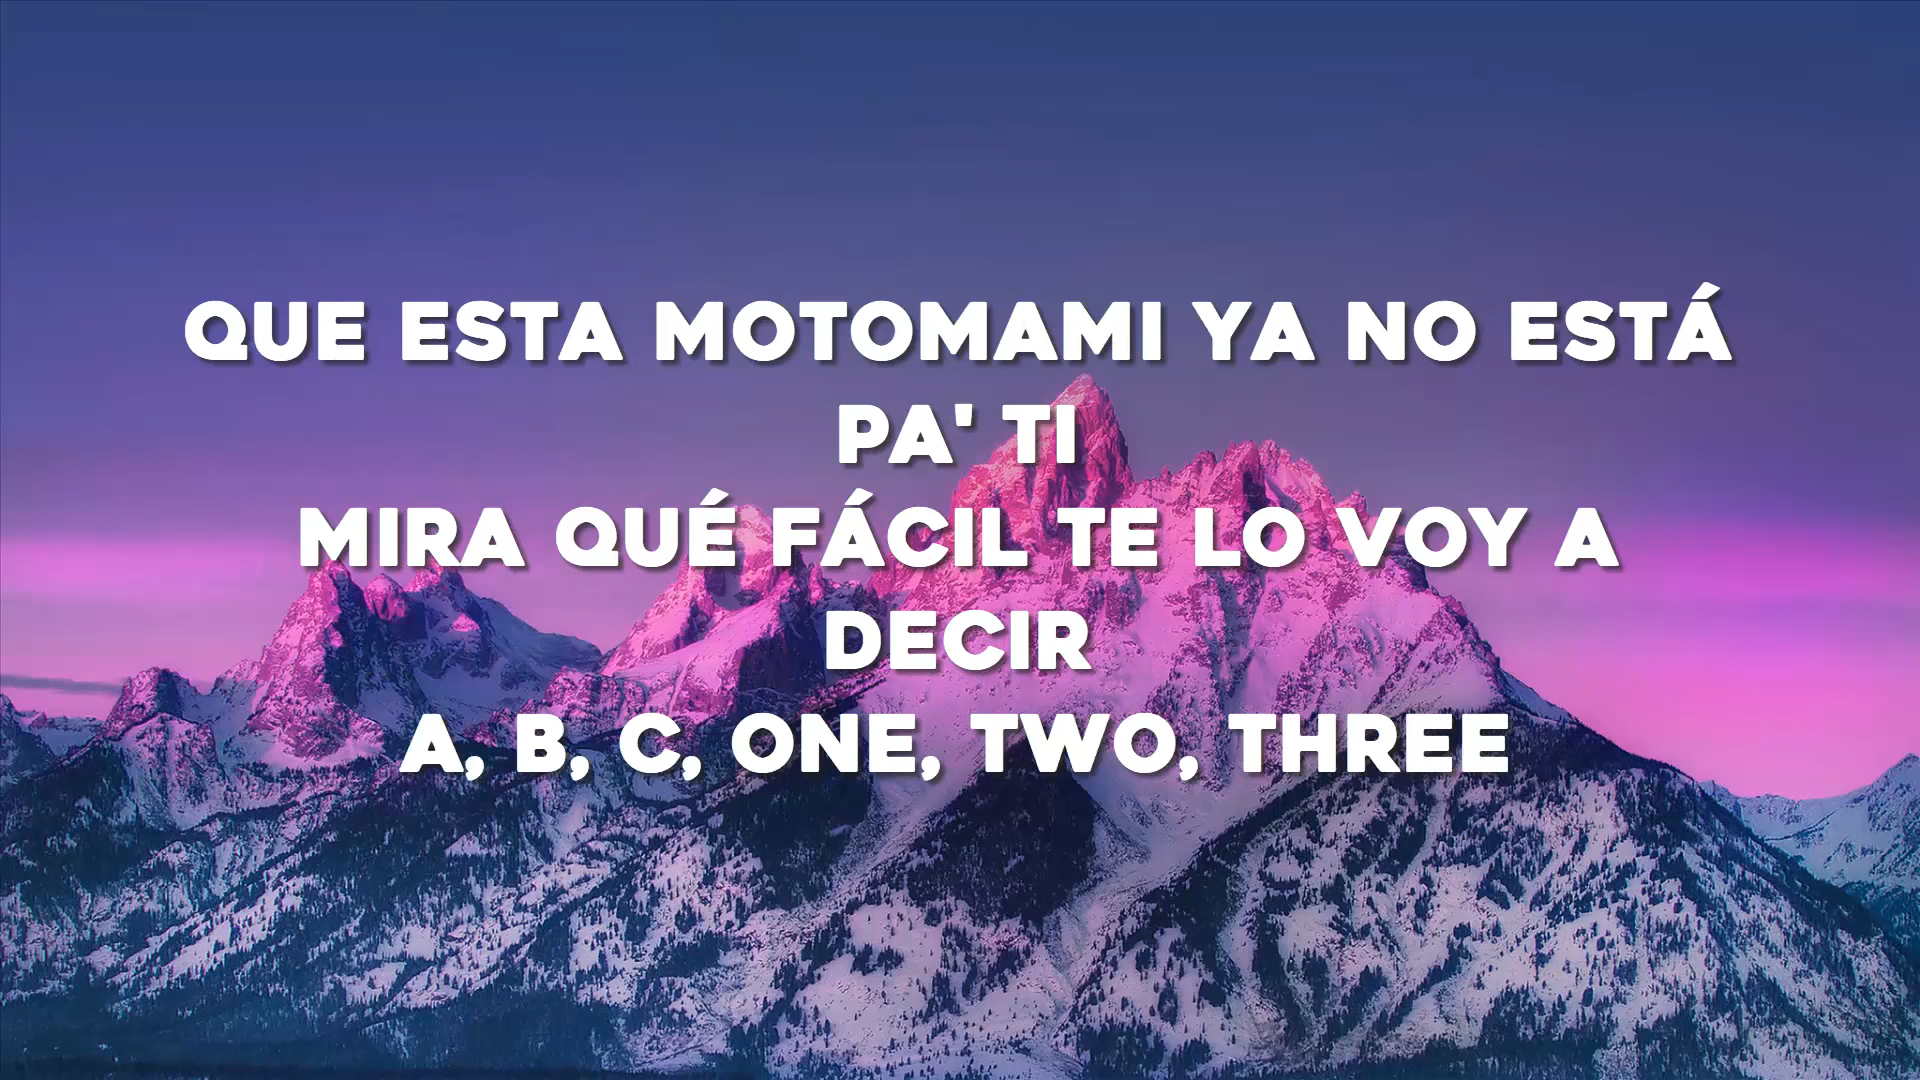 QUE ESTA MOTOMAMI YA NO ESTÁ
PA' TI
MIRA QUÉ FÁCIL TE LO VOY A
DECIR
A, B, C, ONE, TWO, THREE